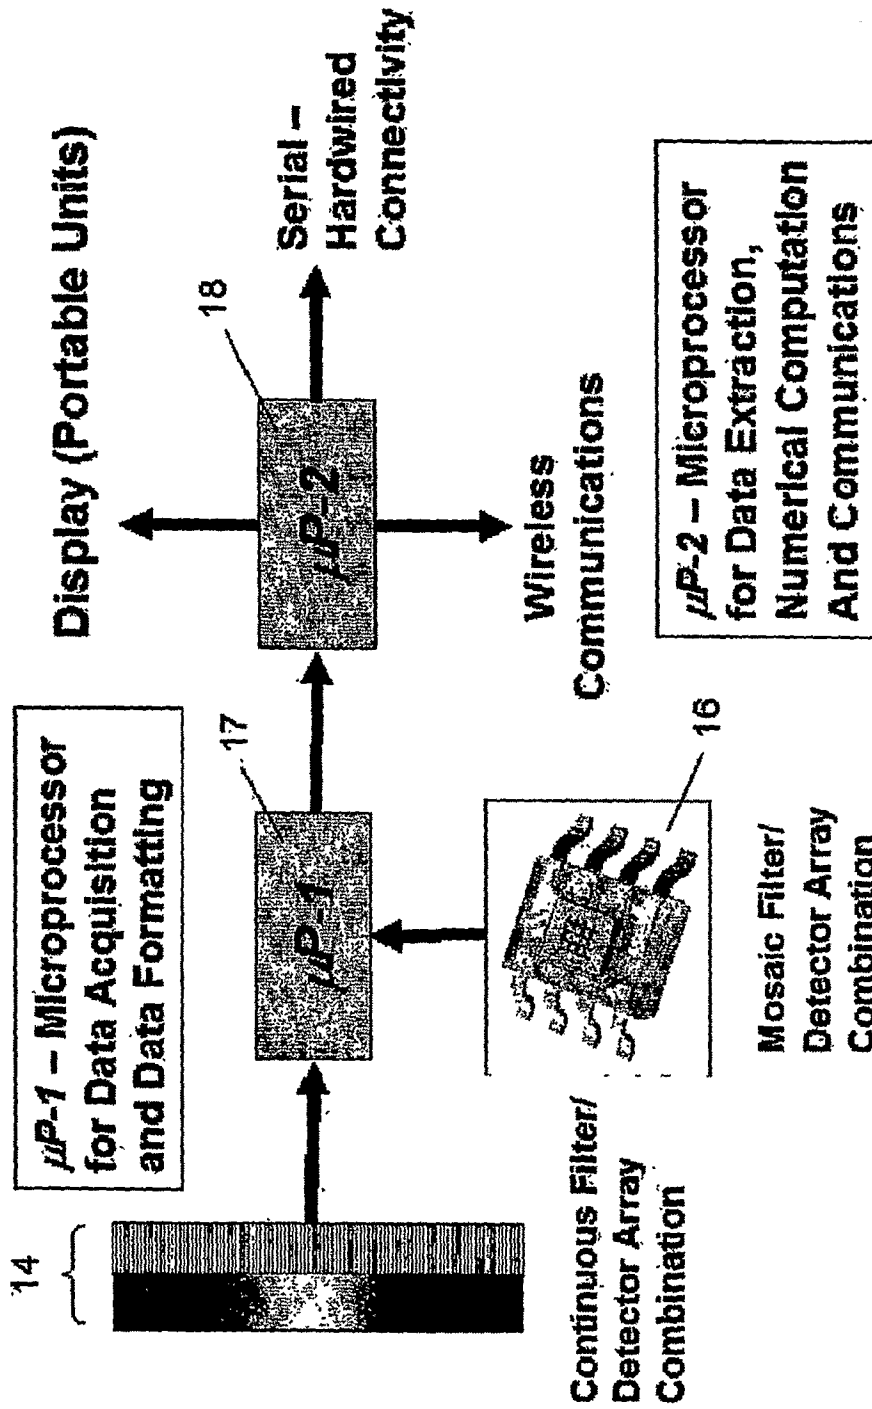 14
μP-1 – Microprocessor
for Data Acquisition
and Data Formatting
Display (Portable Units)
17
18
μP-1
μP-2
Serial –
Hardwired
Connectivity
Continuous Filter/
Detector Array
Combination
16
Mosaic Filter/
Detector Array
Combination
Wireless
Communications
μP-2 – Microprocessor
for Data Extraction,
Numerical Computation
And Communications